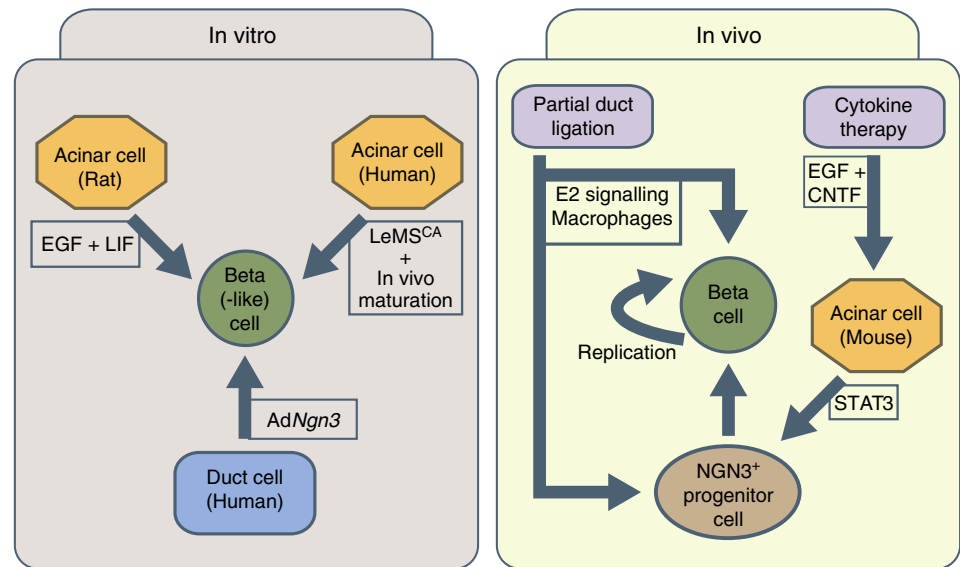 In vitro
Acinar cell
(Rat)
Acinar cell
(Human)
EGF + LIF
LeMSᶜᴬ
+
In vivo
maturation
Beta
(-like)
cell
AdNgn3
Duct cell
(Human)
In vivo
Partial duct
ligation
Cytokine
therapy
E2 signalling
Macrophages
EGF +
CNTF
Beta
cell
Replication
Acinar cell
(Mouse)
STAT3
NGN3⁺
progenitor
cell